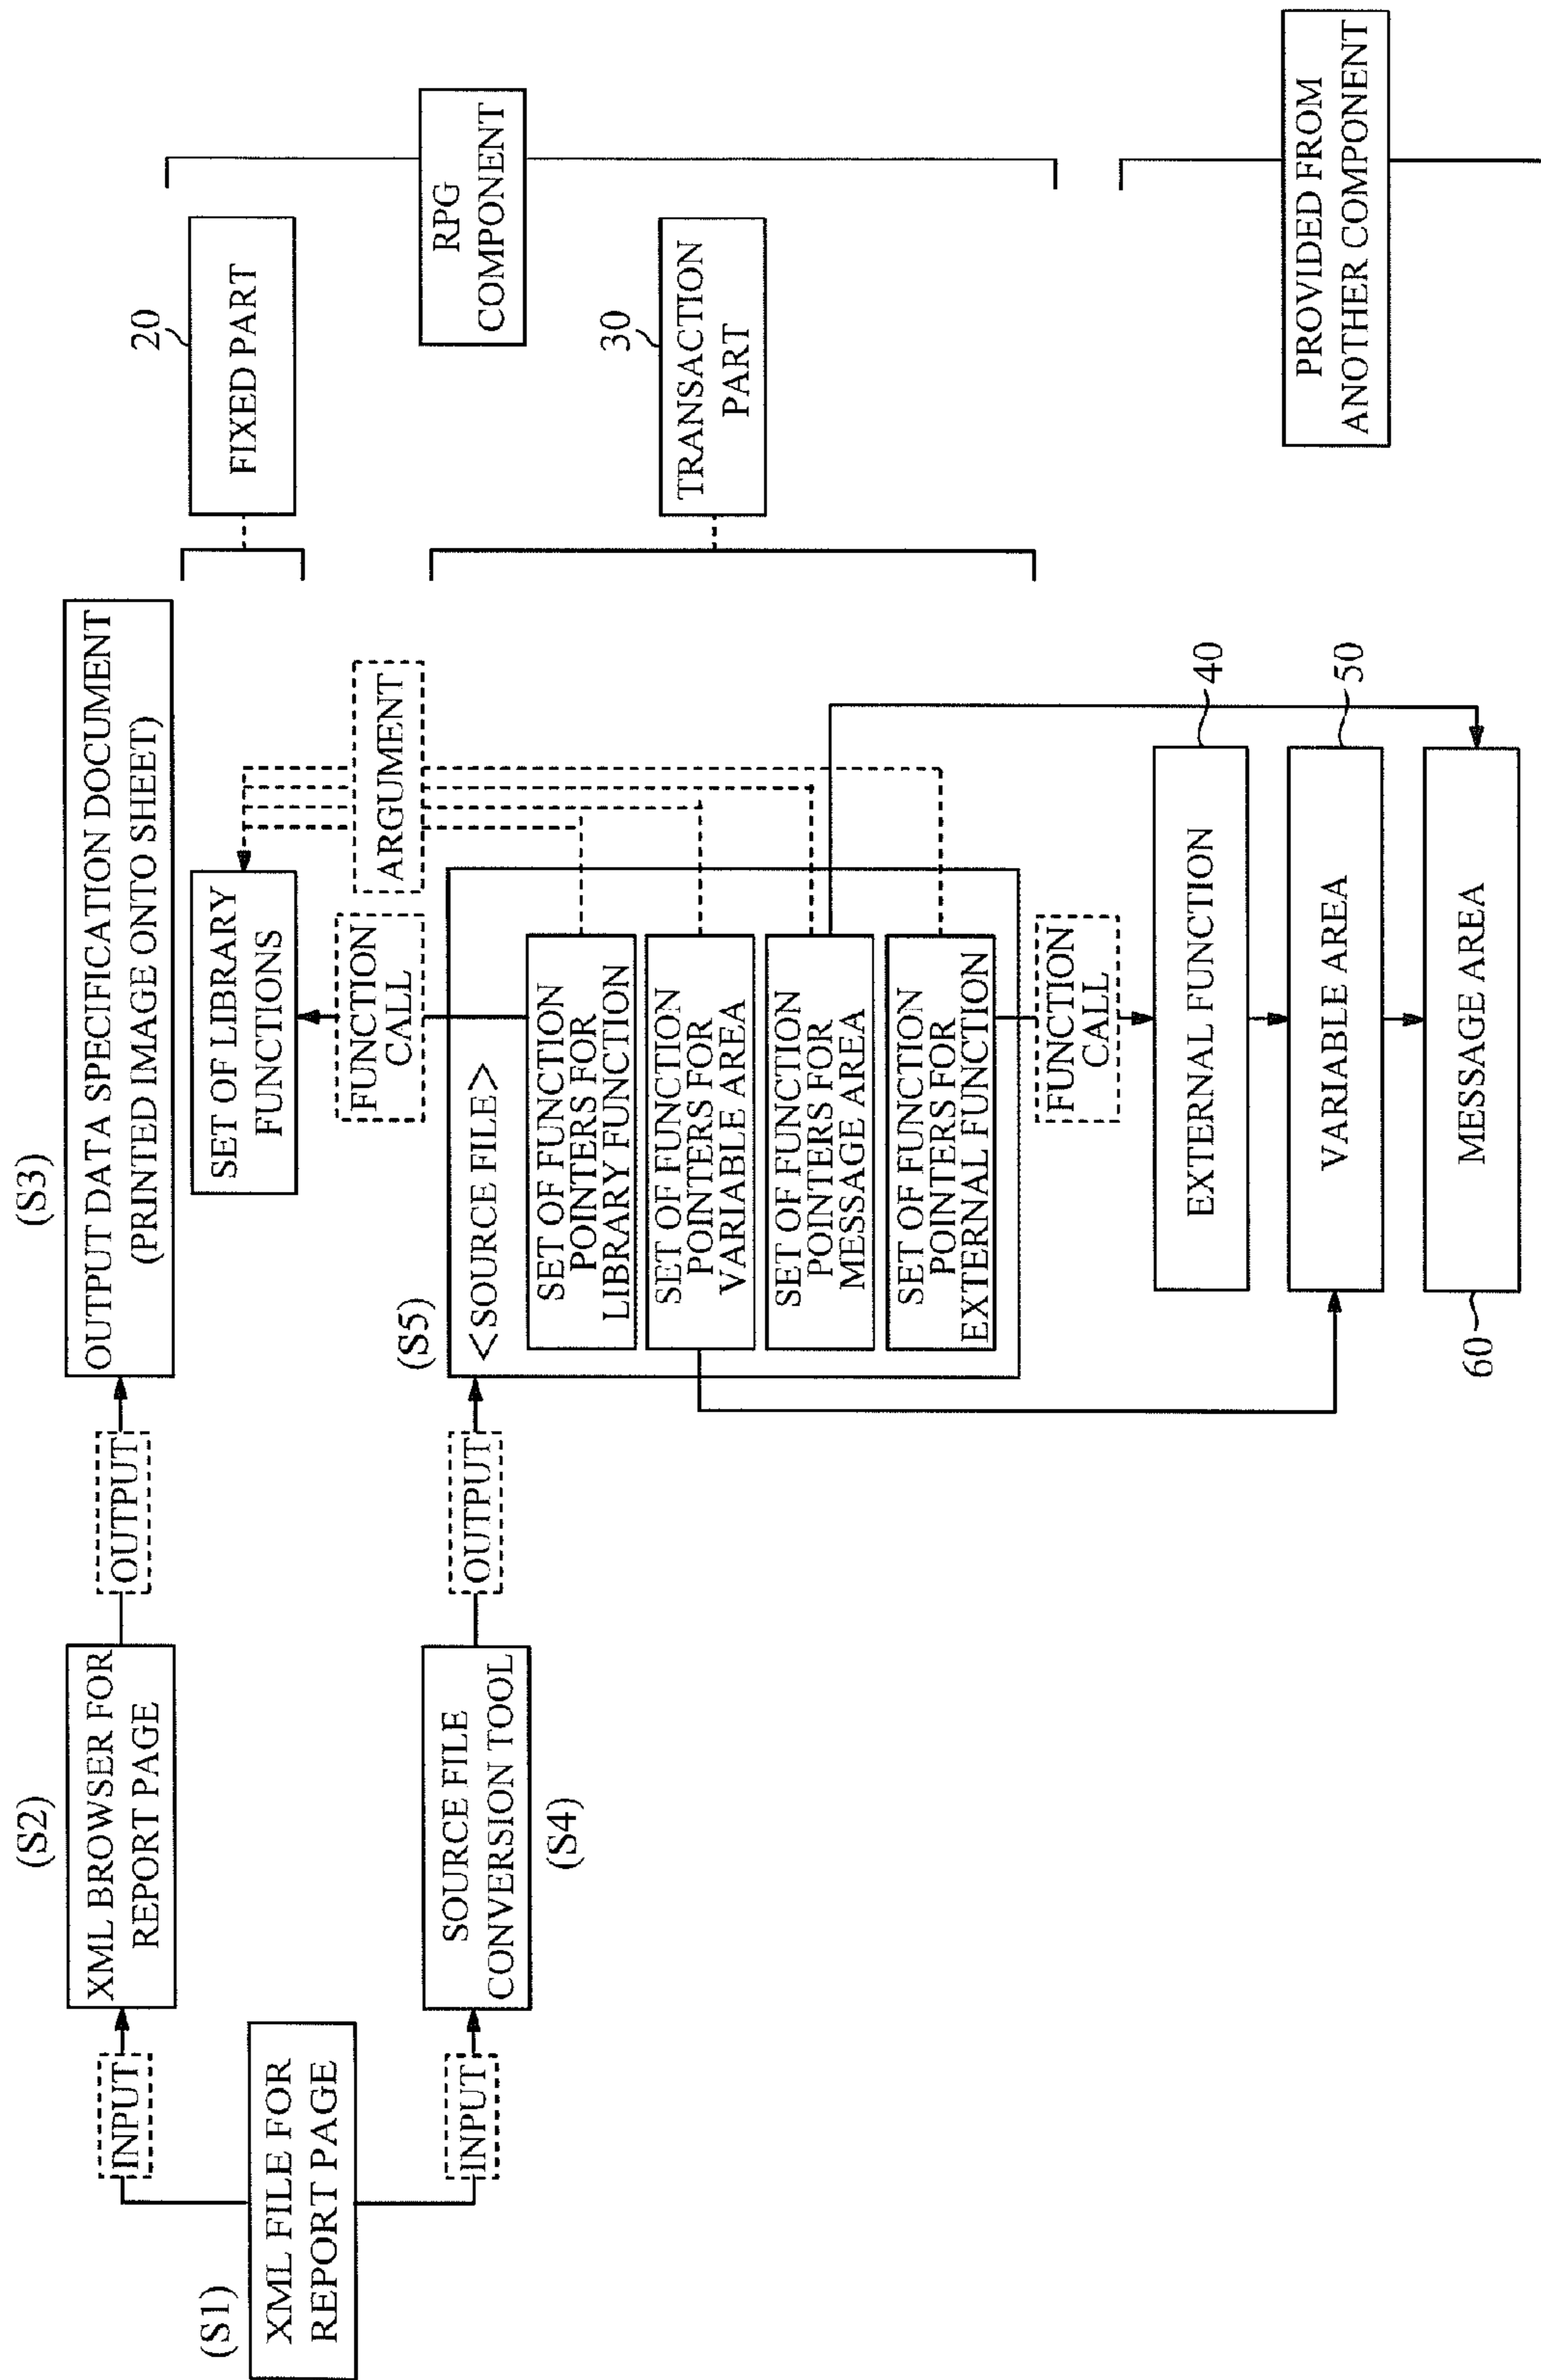 (S1)
XML FILE FOR
REPORT PAGE
INPUT
INPUT
(S2)
XML BROWSER FOR
REPORT PAGE
OUTPUT
(S3)
OUTPUT DATA SPECIFICATION DOCUMENT
(PRINTED IMAGE ONTO SHEET)
SOURCE FILE
CONVERSION TOOL
(S4)
OUTPUT
(S5)
<SOURCE FILE>
SET OF FUNCTION
POINTERS FOR
LIBRARY FUNCTION
SET OF FUNCTION
POINTERS FOR
VARIABLE AREA
SET OF FUNCTION
POINTERS FOR
MESSAGE AREA
SET OF FUNCTION
POINTERS FOR
EXTERNAL FUNCTION
SET OF LIBRARY
FUNCTIONS
FUNCTION
CALL
ARGUMENT
FUNCTION
CALL
EXTERNAL FUNCTION
40
VARIABLE AREA
50
MESSAGE AREA
60
20
FIXED PART
30
TRANSACTION
PART
RPG
COMPONENT
PROVIDED FROM
ANOTHER COMPONENT